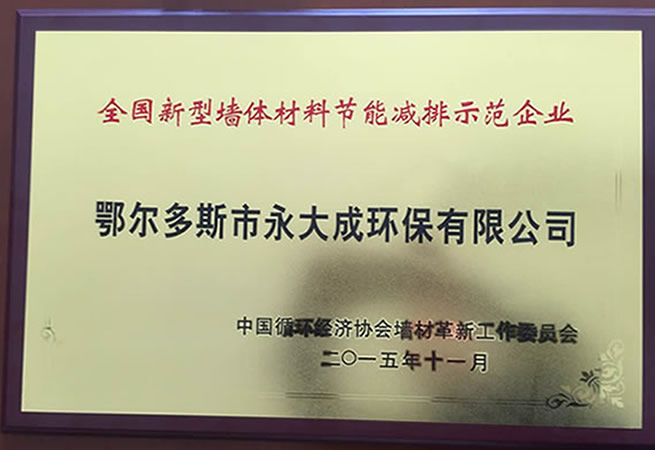 全国新型墙体材料节能减排示范企业
鄂尔多斯市永大成环保有限公司
中国循环经济协会墙材革新工作委员会
二〇一五年十一月